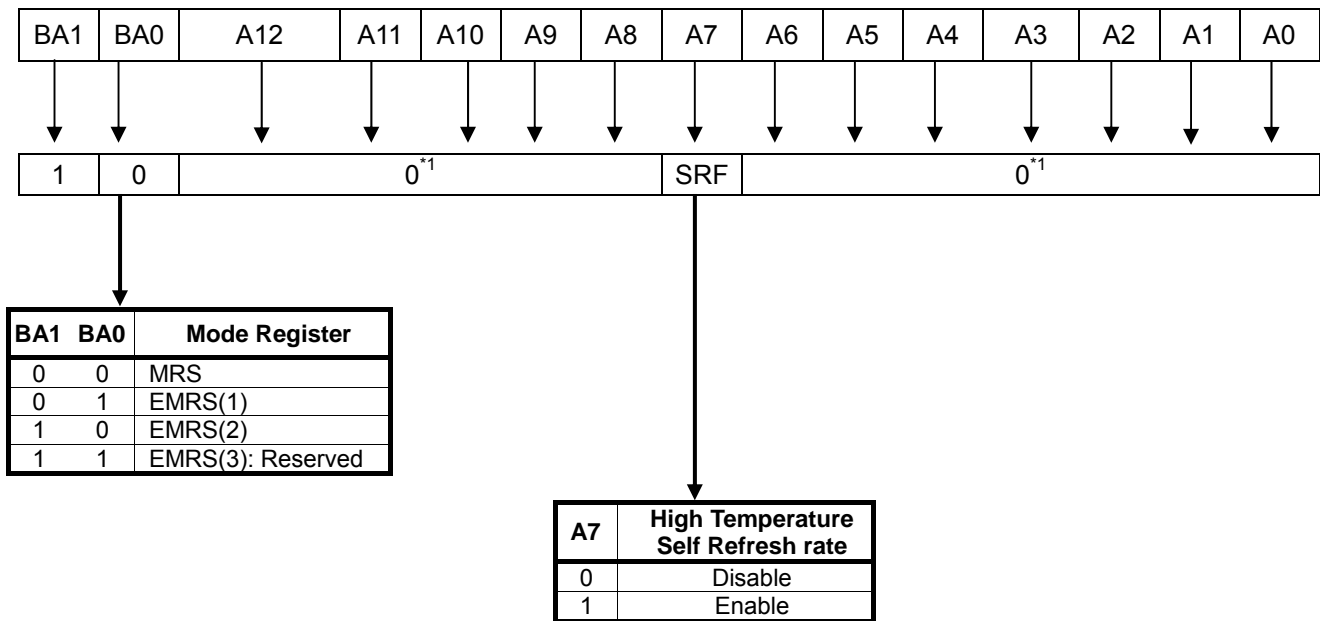 BA1 BA0 A12 A11 A10 A9 A8 A7 A6 A5 A4 A3 A2 A1 A0
1 0 0*1 SRF 0*1
BA1 BA0 Mode Register
0 0 MRS
0 1 EMRS(1)
1 0 EMRS(2)
1 1 EMRS(3): Reserved
A7 High Temperature
Self Refresh rate
0 Disable
1 Enable